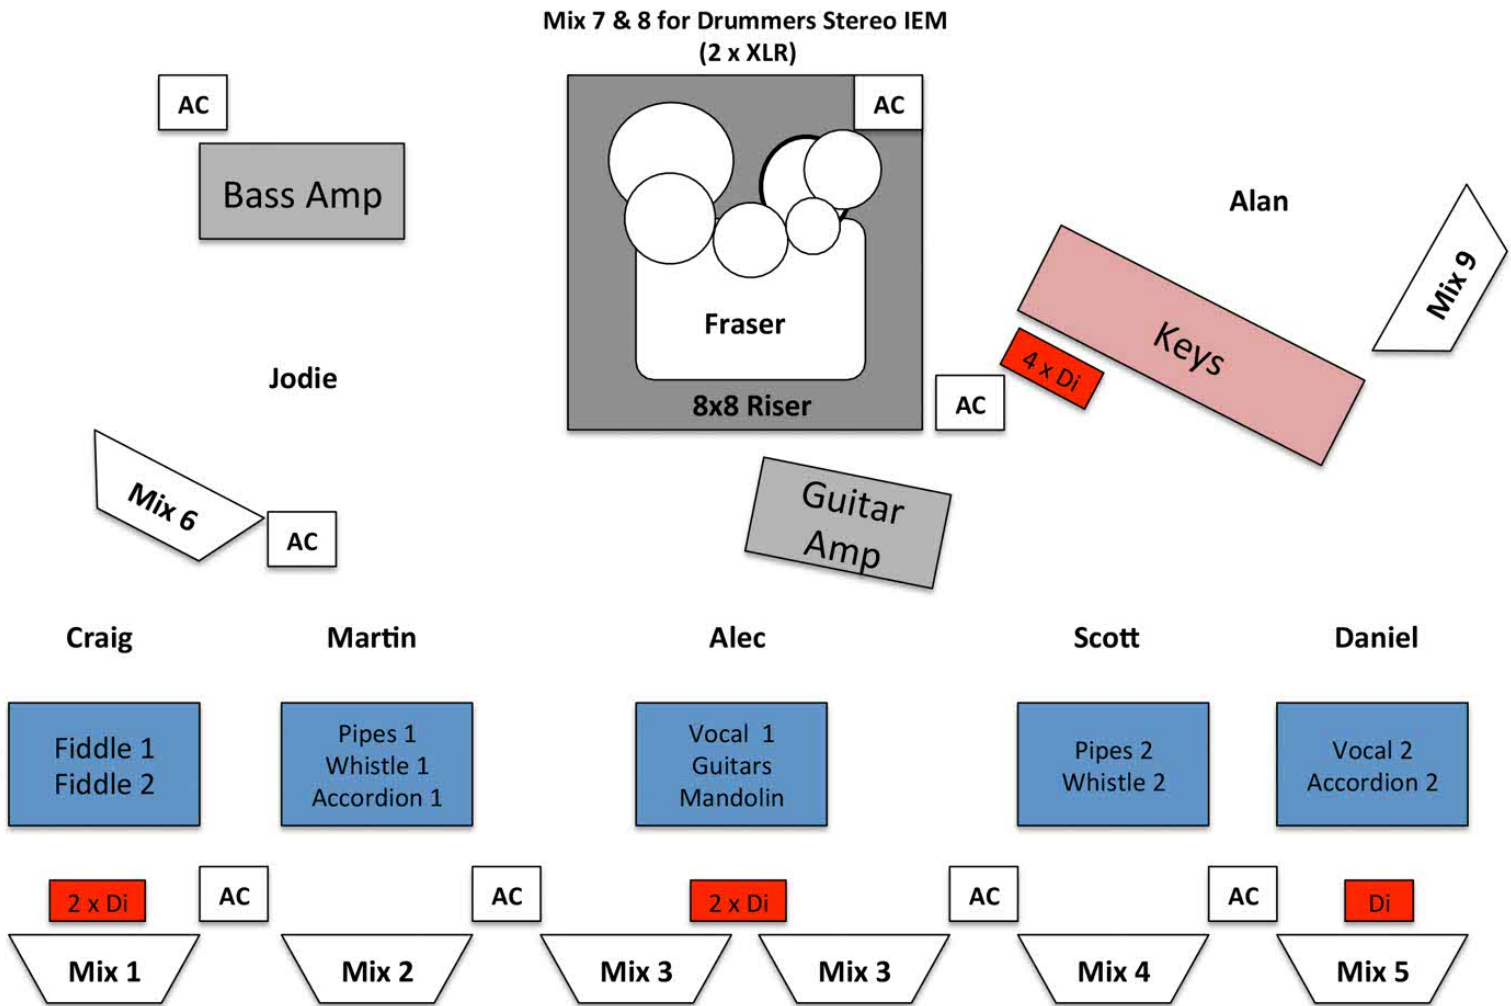 Mix 7 & 8 for Drummers Stereo IEM
(2 x XLR)
AC
AC
Bass Amp
Alan
Mix 9
Fraser
Keys
4 x Di
Jodie
AC
8x8 Riser
Mix 6
AC
Guitar
Amp
Craig
Martin
Alec
Scott
Daniel
Fiddle 1
Fiddle 2
Pipes 1
Whistle 1
Accordion 1
Vocal 1
Guitars
Mandolin
Pipes 2
Whistle 2
Vocal 2
Accordion 2
2 x Di
AC
AC
2 x Di
AC
AC
Di
Mix 1
Mix 2
Mix 3
Mix 3
Mix 4
Mix 5